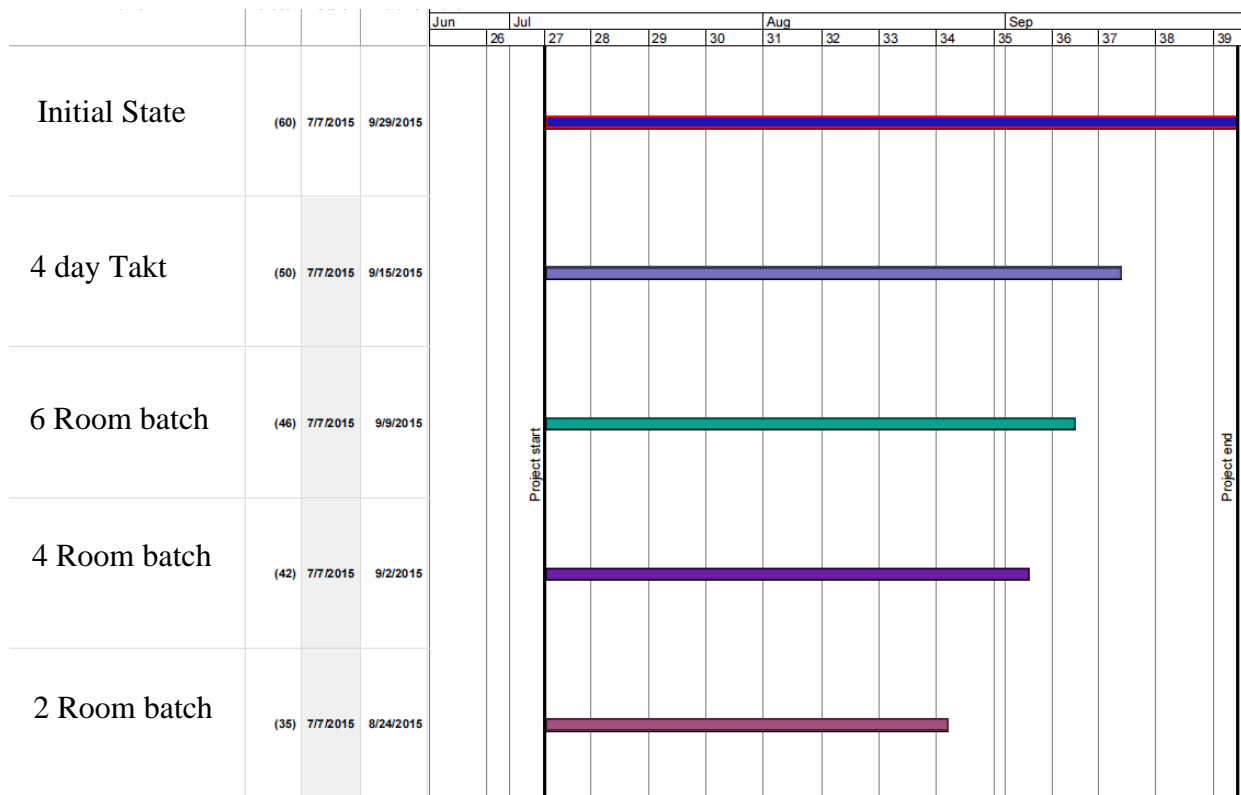 Jun Jul Aug Sep
26 27 28 29 30 31 32 33 34 35 36 37 38 39
Initial State (60) 7/7/2015 9/29/2015
4 day Takt (50) 7/7/2015 9/15/2015
6 Room batch (46) 7/7/2015 9/9/2015
Project start
Project end
4 Room batch (42) 7/7/2015 9/2/2015
2 Room batch (35) 7/7/2015 8/24/2015